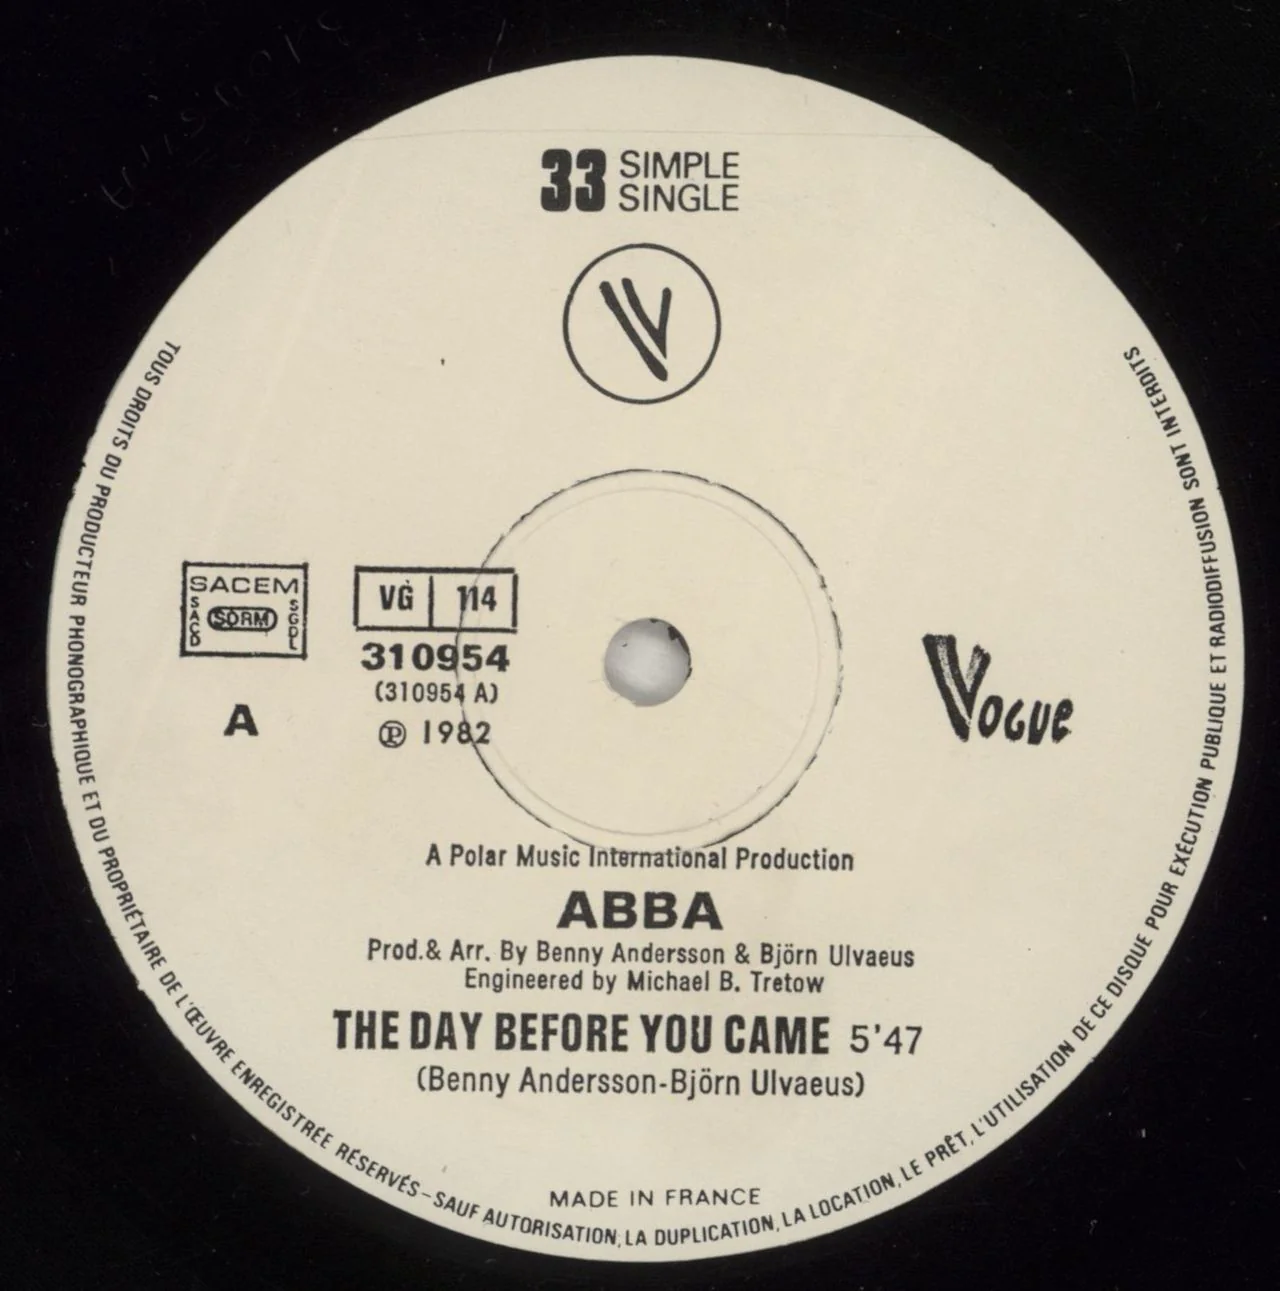 33 SIMPLE
SINGLE
V
SACEM
SACD SDRM SGDL
VG 114
310954
(310954 A)
℗ 1982
A
VOGUE
A Polar Music International Production
ABBA
Prod.& Arr. By Benny Andersson & Björn Ulvaeus
Engineered by Michael B. Tretow
THE DAY BEFORE YOU CAME 5'47
(Benny Andersson-Björn Ulvaeus)
MADE IN FRANCE
TOUS DROITS DU PRODUCTEUR PHONOGRAPHIQUE ET DU PROPRIÉTAIRE DE L'ŒUVRE ENREGISTRÉE RÉSERVÉS-SAUF AUTORISATION, LA DUPLICATION, LA LOCATION, LE PRÊT, L'UTILISATION DE CE DISQUE POUR EXÉCUTION PUBLIQUE ET RADIODIFFUSION SONT INTERDITS